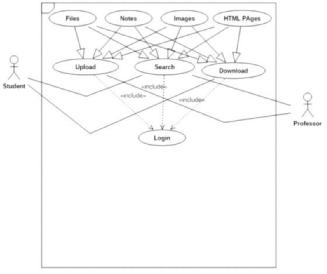 Files Notes Images HTML PAges
Upload Search Download
Student
«include»
«include» «include»
Professor
Login